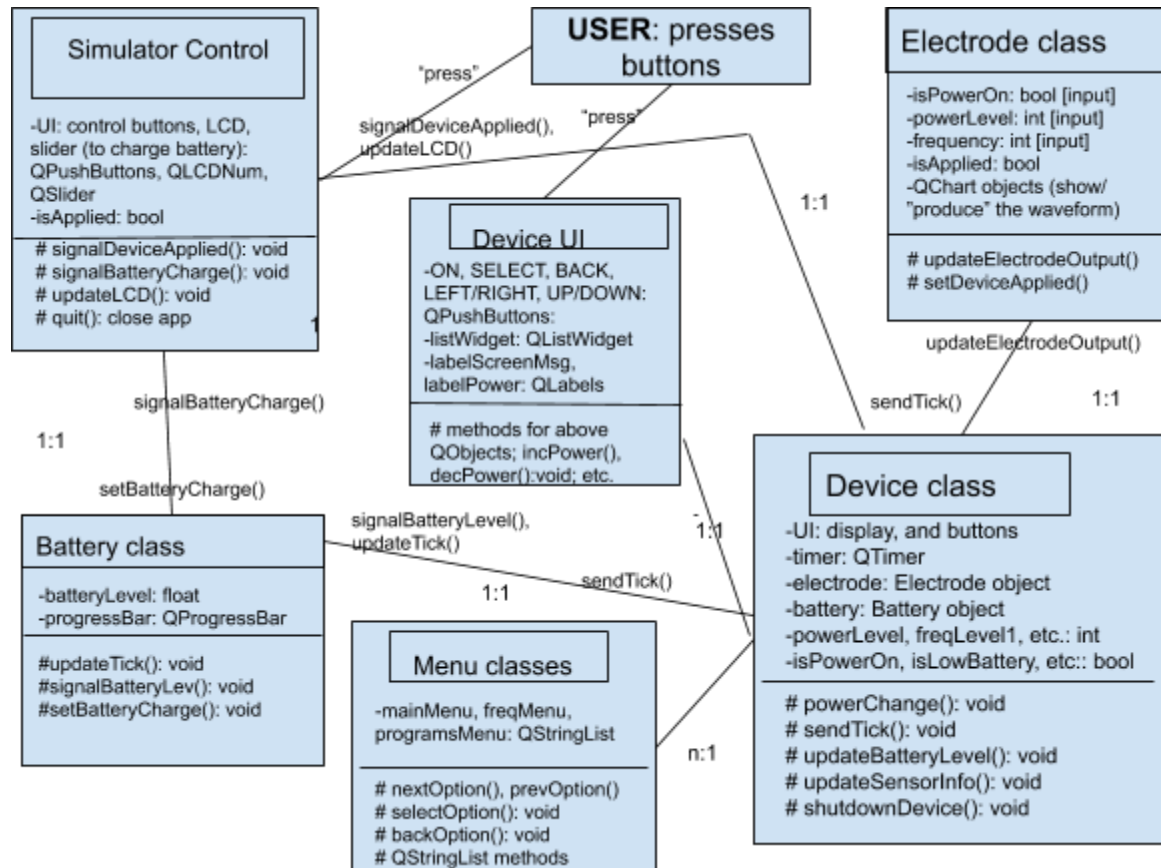 Simulator Control
-UI: control buttons, LCD,
slider (to charge battery):
QPushButtons, QLCDNum,
QSlider
-isApplied: bool
# signalDeviceApplied(): void
# signalBatteryCharge(): void
# updateLCD(): void
# quit(): close app
1
USER: presses
buttons
"press"
"press"
signalDeviceApplied(),
updateLCD()
1:1
Electrode class
-isPowerOn: bool [input]
-powerLevel: int [input]
-frequency: int [input]
-isApplied: bool
-QChart objects (show/
"produce" the waveform)
# updateElectrodeOutput()
# setDeviceApplied()
updateElectrodeOutput()
1:1
sendTick()
Device UI
-ON, SELECT, BACK,
LEFT/RIGHT, UP/DOWN:
QPushButtons:
-listWidget: QListWidget
-labelScreenMsg,
labelPower: QLabels
# methods for above
QObjects; incPower(),
decPower():void; etc.
-
1:1
signalBatteryCharge()
1:1
setBatteryCharge()
Battery class
-batteryLevel: float
-progressBar: QProgressBar
#updateTick(): void
#signalBatteryLev(): void
#setBatteryCharge(): void
signalBatteryLevel(),
updateTick()
1:1
sendTick()
Menu classes
-mainMenu, freqMenu,
programsMenu: QStringList
# nextOption(), prevOption()
# selectOption(): void
# backOption(): void
# QStringList methods
n:1
Device class
-UI: display, and buttons
-timer: QTimer
-electrode: Electrode object
-battery: Battery object
-powerLevel, freqLevel1, etc.: int
-isPowerOn, isLowBattery, etc:: bool
# powerChange(): void
# sendTick(): void
# updateBatteryLevel(): void
# updateSensorInfo(): void
# shutdownDevice(): void